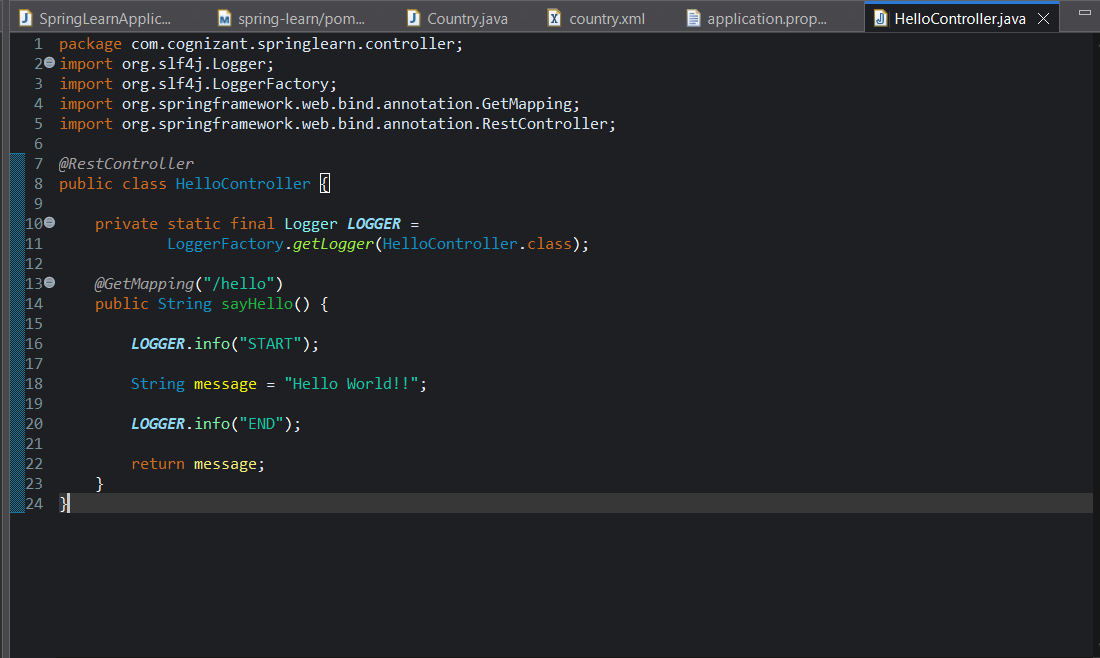 SpringLearnApplic... spring-learn/pom... Country.java country.xml application.prop... HelloController.java
1 package com.cognizant.springlearn.controller;
2 import org.slf4j.Logger;
3 import org.slf4j.LoggerFactory;
4 import org.springframework.web.bind.annotation.GetMapping;
5 import org.springframework.web.bind.annotation.RestController;
6
7 @RestController
8 public class HelloController {
9
10 private static final Logger LOGGER =
11 LoggerFactory.getLogger(HelloController.class);
12
13 @GetMapping("/hello")
14 public String sayHello() {
15
16 LOGGER.info("START");
17
18 String message = "Hello World!!";
19
20 LOGGER.info("END");
21
22 return message;
23 }
24 }